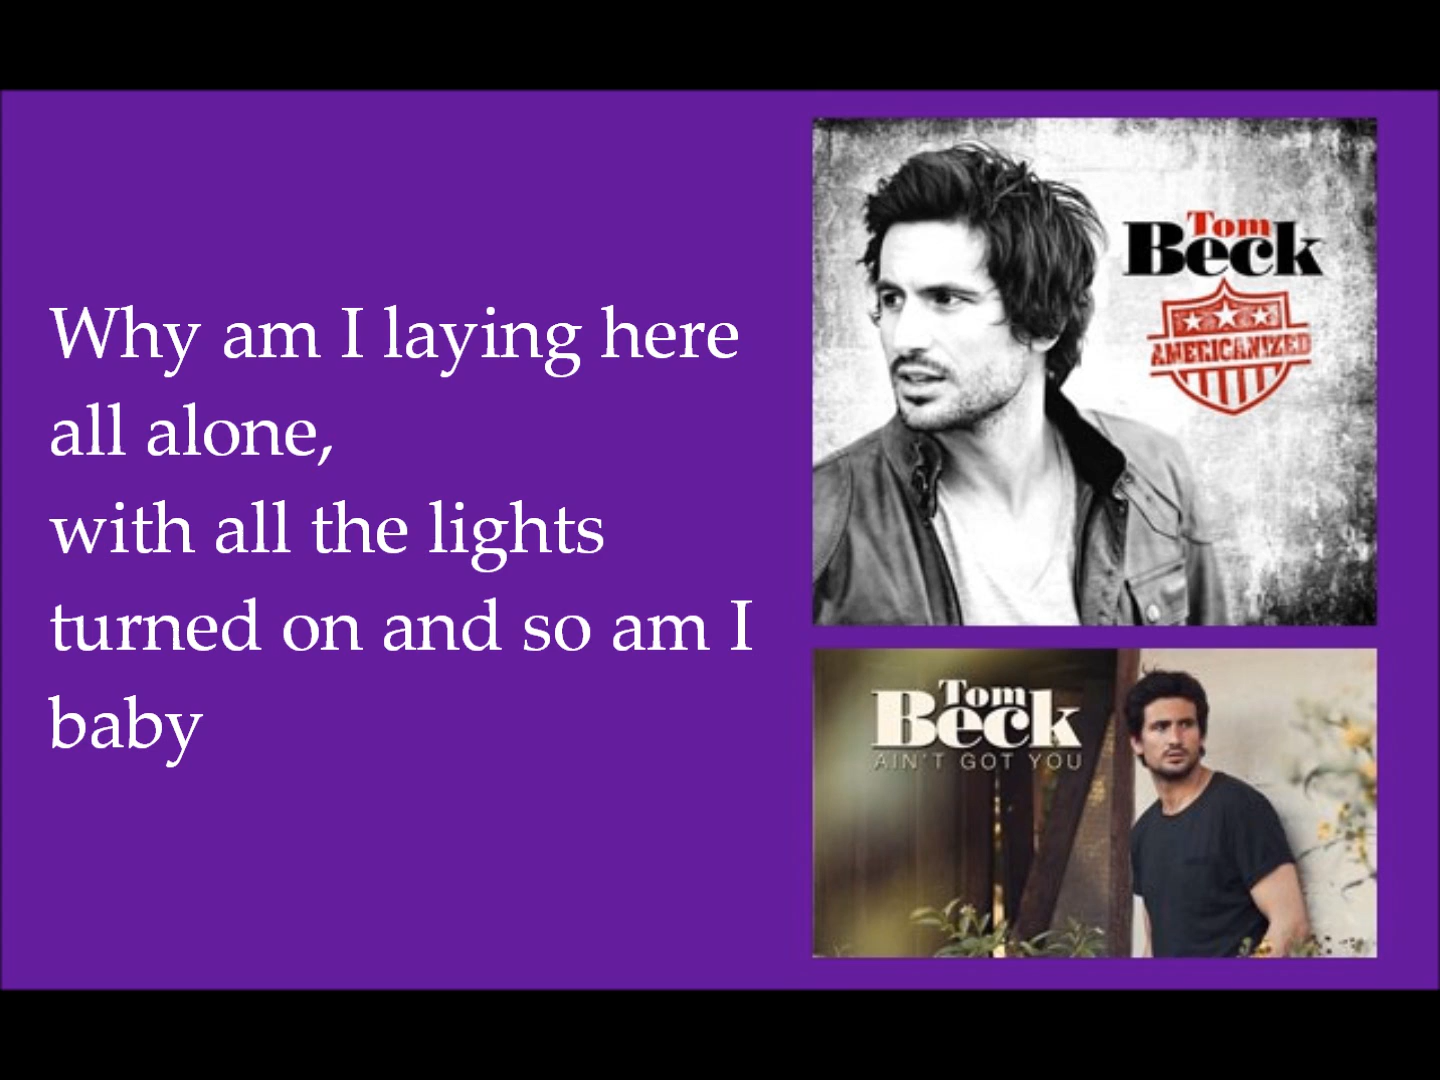 Why am I laying here
all alone,
with all the lights
turned on and so am I
baby
Tom
Beck
AMERICANIZED
Tom
Beck
AIN'T GOT YOU